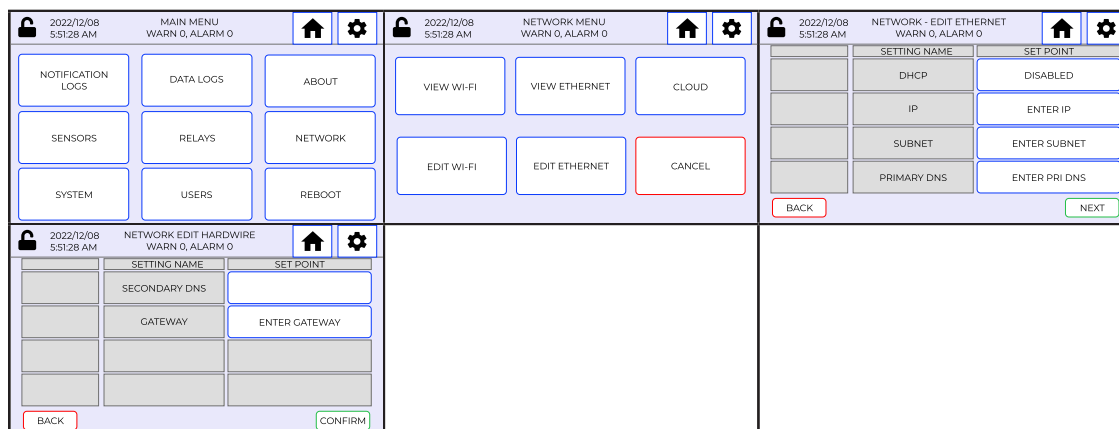 2022/12/08
5:51:28 AM
MAIN MENU
WARN 0, ALARM 0
NOTIFICATION
LOGS
DATA LOGS
ABOUT
SENSORS
RELAYS
NETWORK
SYSTEM
USERS
REBOOT
2022/12/08
5:51:28 AM
NETWORK MENU
WARN 0, ALARM 0
VIEW WI-FI
VIEW ETHERNET
CLOUD
EDIT WI-FI
EDIT ETHERNET
CANCEL
2022/12/08
5:51:28 AM
NETWORK - EDIT ETHERNET
WARN 0, ALARM 0
SETTING NAME
SET POINT
DHCP
DISABLED
IP
ENTER IP
SUBNET
ENTER SUBNET
PRIMARY DNS
ENTER PRI DNS
BACK
NEXT
2022/12/08
5:51:28 AM
NETWORK EDIT HARDWIRE
WARN 0, ALARM 0
SETTING NAME
SET POINT
SECONDARY DNS
GATEWAY
ENTER GATEWAY
BACK
CONFIRM